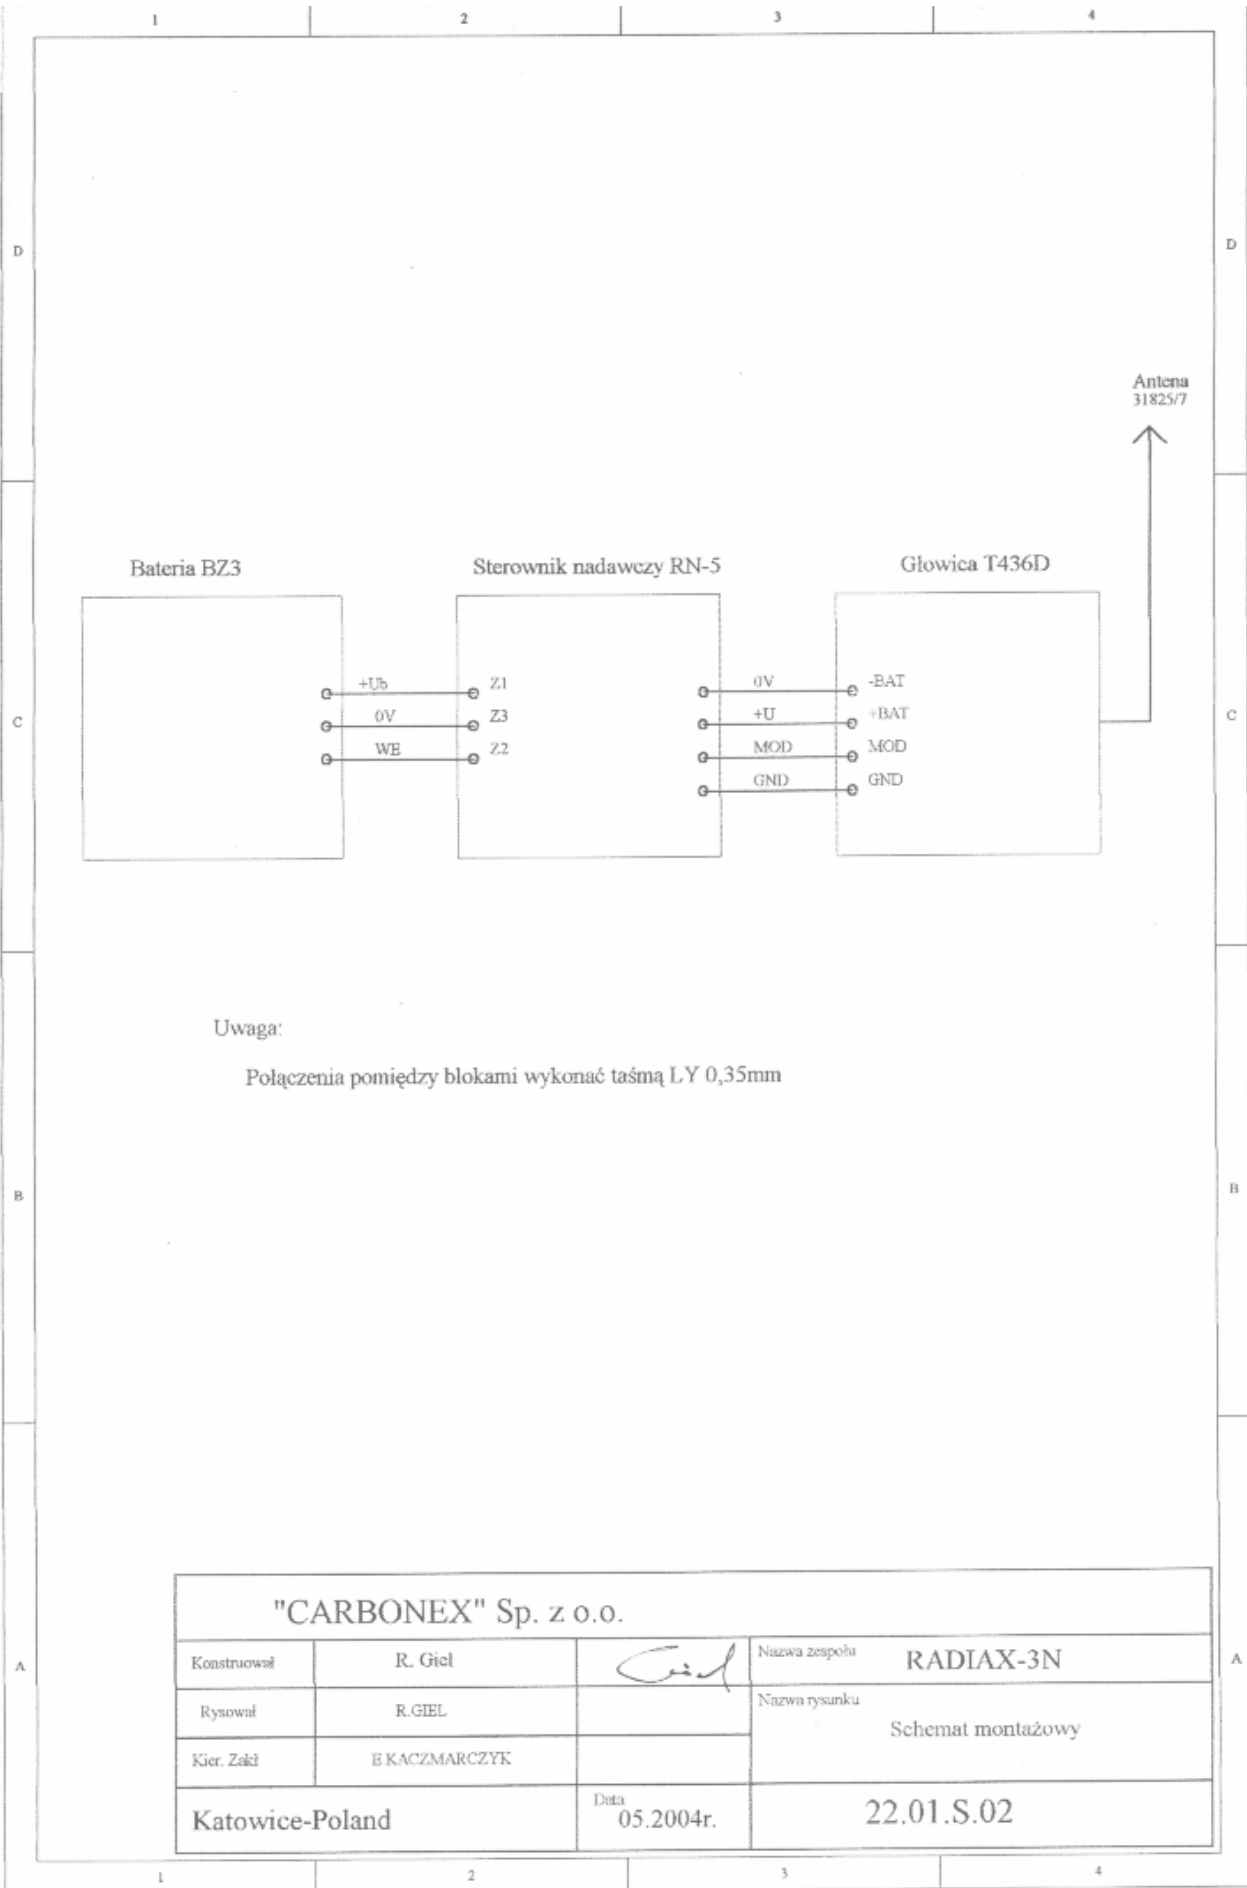 1 2 3 4
D D
Antena
31825/7
Bateria BZ3 Sterownik nadawczy RN-5 Głowica T436D
+Ub Z1 0V -BAT
0V Z3 +U +BAT
WE Z2 MOD MOD
GND GND
C C
Uwaga:
Połączenia pomiędzy blokami wykonać taśmą LY 0,35mm
B B
"CARBONEX" Sp. z o.o.
Konstruował R. Giel Giel Nazwa zespołu RADIAX-3N
Rysował R.GIEL Nazwa rysunku
Schemat montażowy
Kier. Zakł E.KACZMARCZYK
Katowice-Poland Data 05.2004r. 22.01.S.02
A A
1 2 3 4